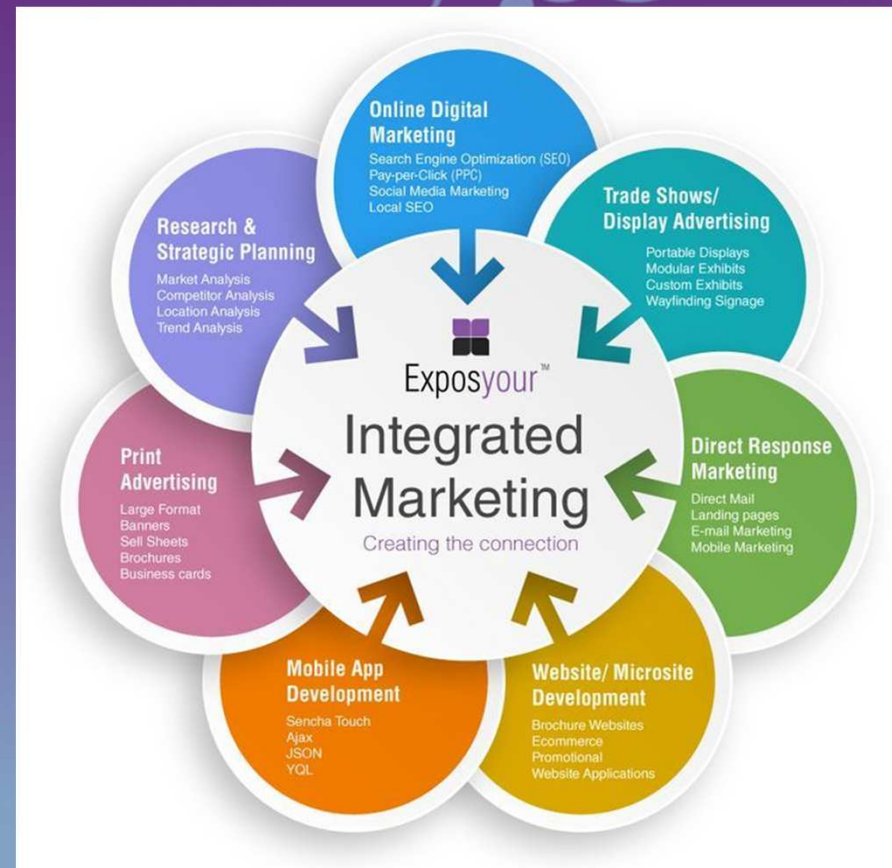 Online Digital
Marketing
Search Engine Optimization (SEO)
Pay-per-Click (PPC)
Social Media Marketing
Local SEO
Trade Shows/
Display Advertising
Portable Displays
Modular Exhibits
Custom Exhibits
Wayfinding Signage
Direct Response
Marketing
Direct Mail
Landing pages
E-mail Marketing
Mobile Marketing
Website/ Microsite
Development
Brochure Websites
Ecommerce
Promotional
Website Applications
Mobile App
Development
Sencha Touch
Ajax
JSON
YQL
Print
Advertising
Large Format
Banners
Sell Sheets
Brochures
Business cards
Research &
Strategic Planning
Market Analysis
Competitor Analysis
Location Analysis
Trend Analysis
Exposyour™
Integrated
Marketing
Creating the connection